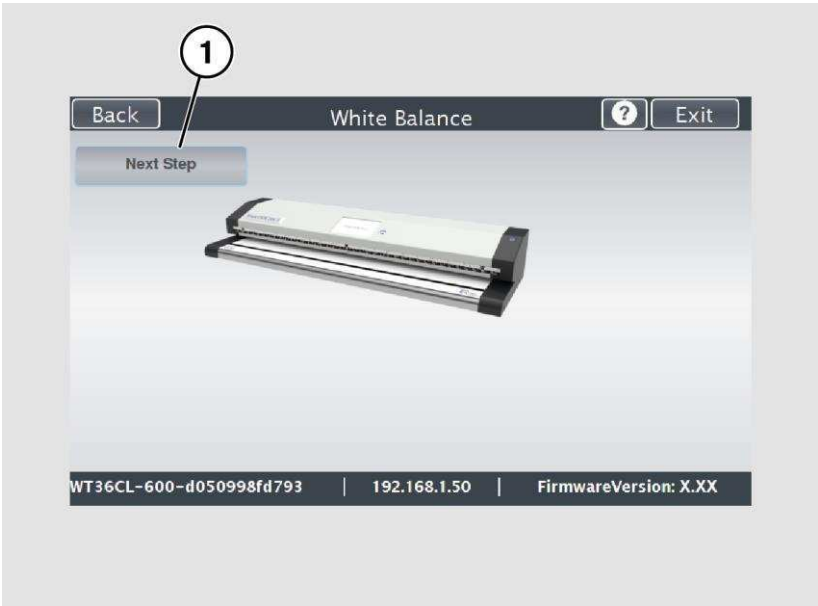 1
Back White Balance ? Exit
Next Step
WT36CL-600-d050998fd793 | 192.168.1.50 | FirmwareVersion: X.XX